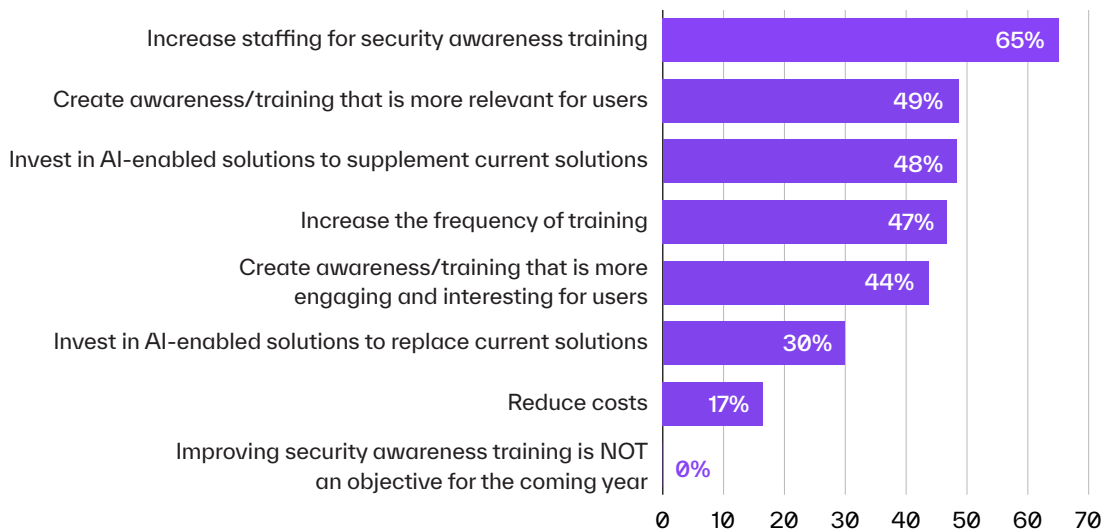 Increase staffing for security awareness training
65%
Create awareness/training that is more relevant for users
49%
Invest in AI-enabled solutions to supplement current solutions
48%
Increase the frequency of training
47%
Create awareness/training that is more
engaging and interesting for users
44%
Invest in AI-enabled solutions to replace current solutions
30%
Reduce costs
17%
Improving security awareness training is NOT
an objective for the coming year
0%
0 10 20 30 40 50 60 70